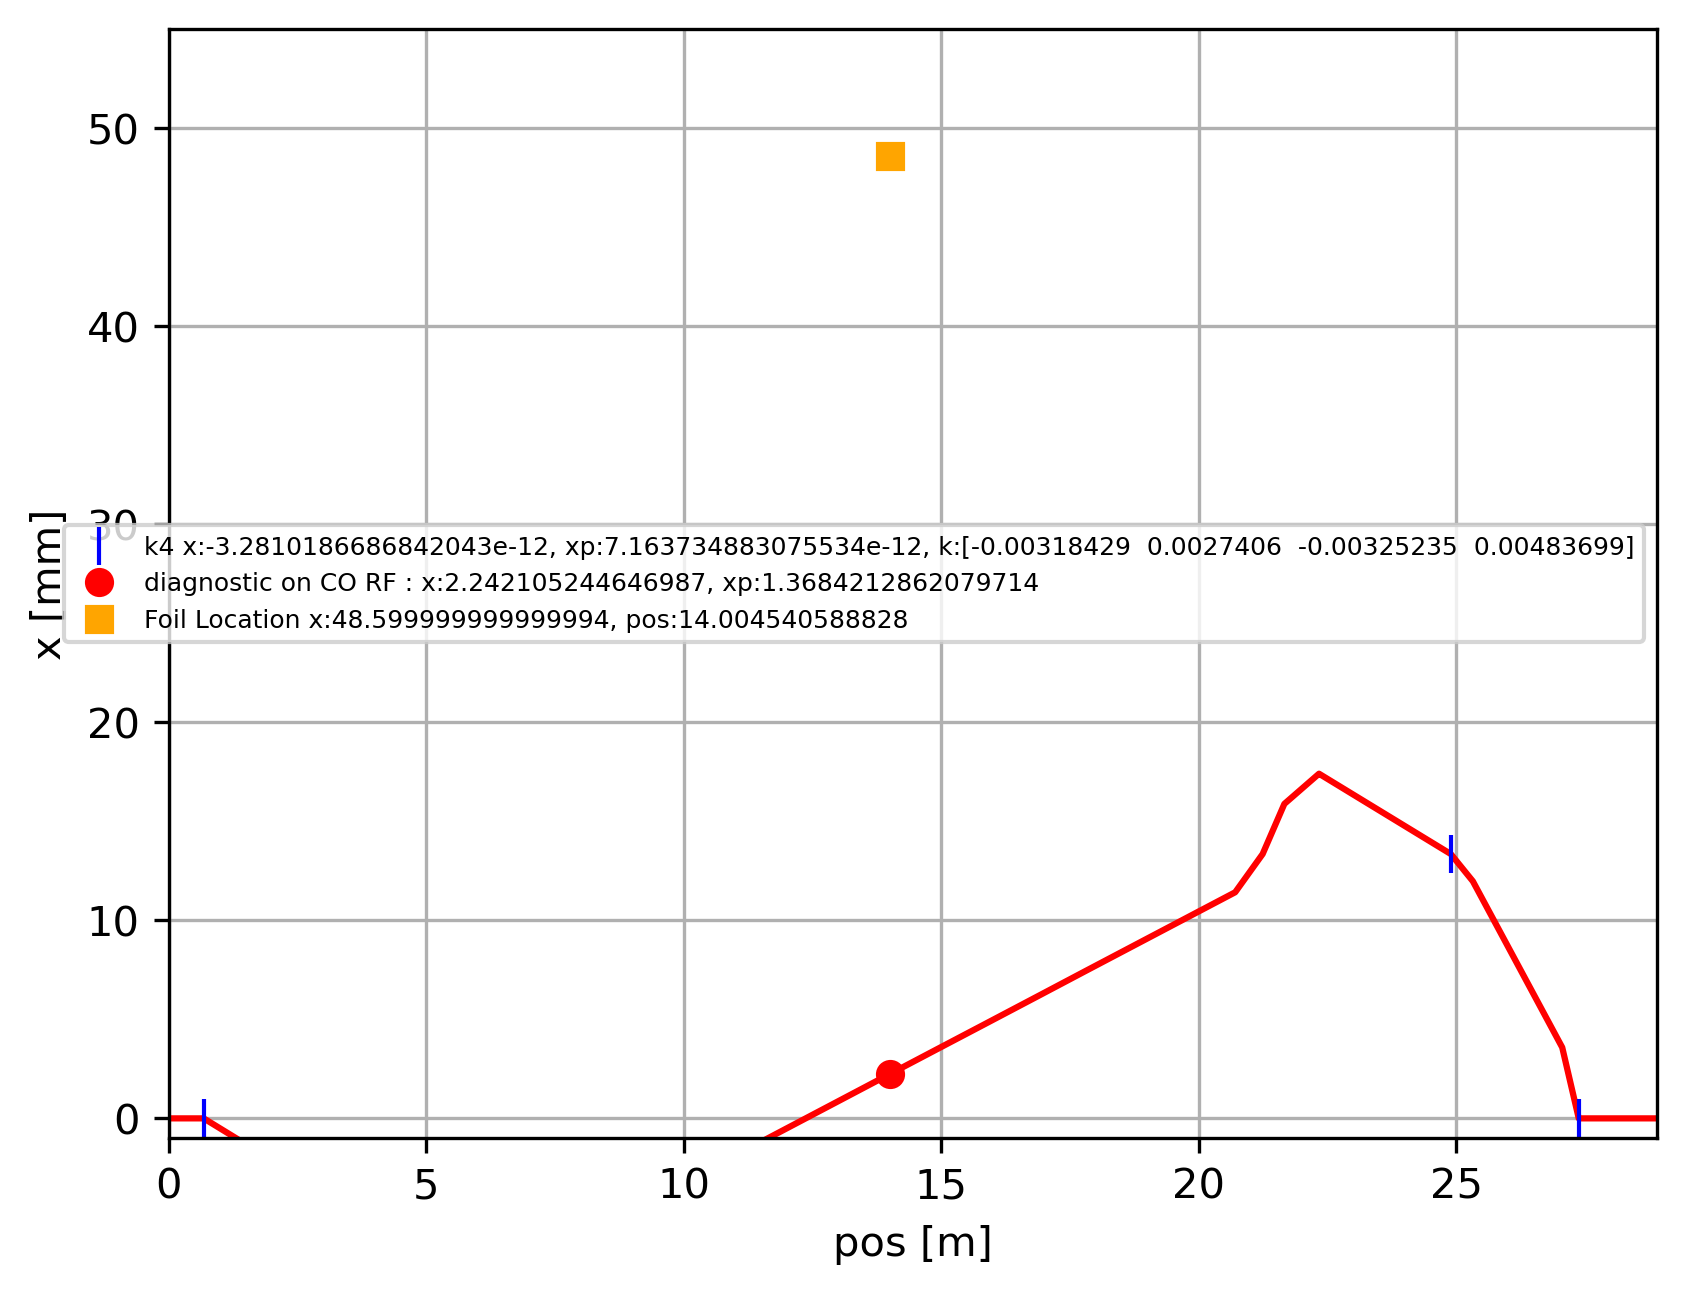 50
40
30
20
10
0
x [mm]
k4 x:-3.2810186686842043e-12, xp:7.163734883075534e-12, k:[-0.00318429  0.0027406  -0.00325235  0.00483699]
diagnostic on CO RF : x:2.242105244646987, xp:1.3684212862079714
Foil Location x:48.599999999999994, pos:14.004540588828
0 5 10 15 20 25
pos [m]